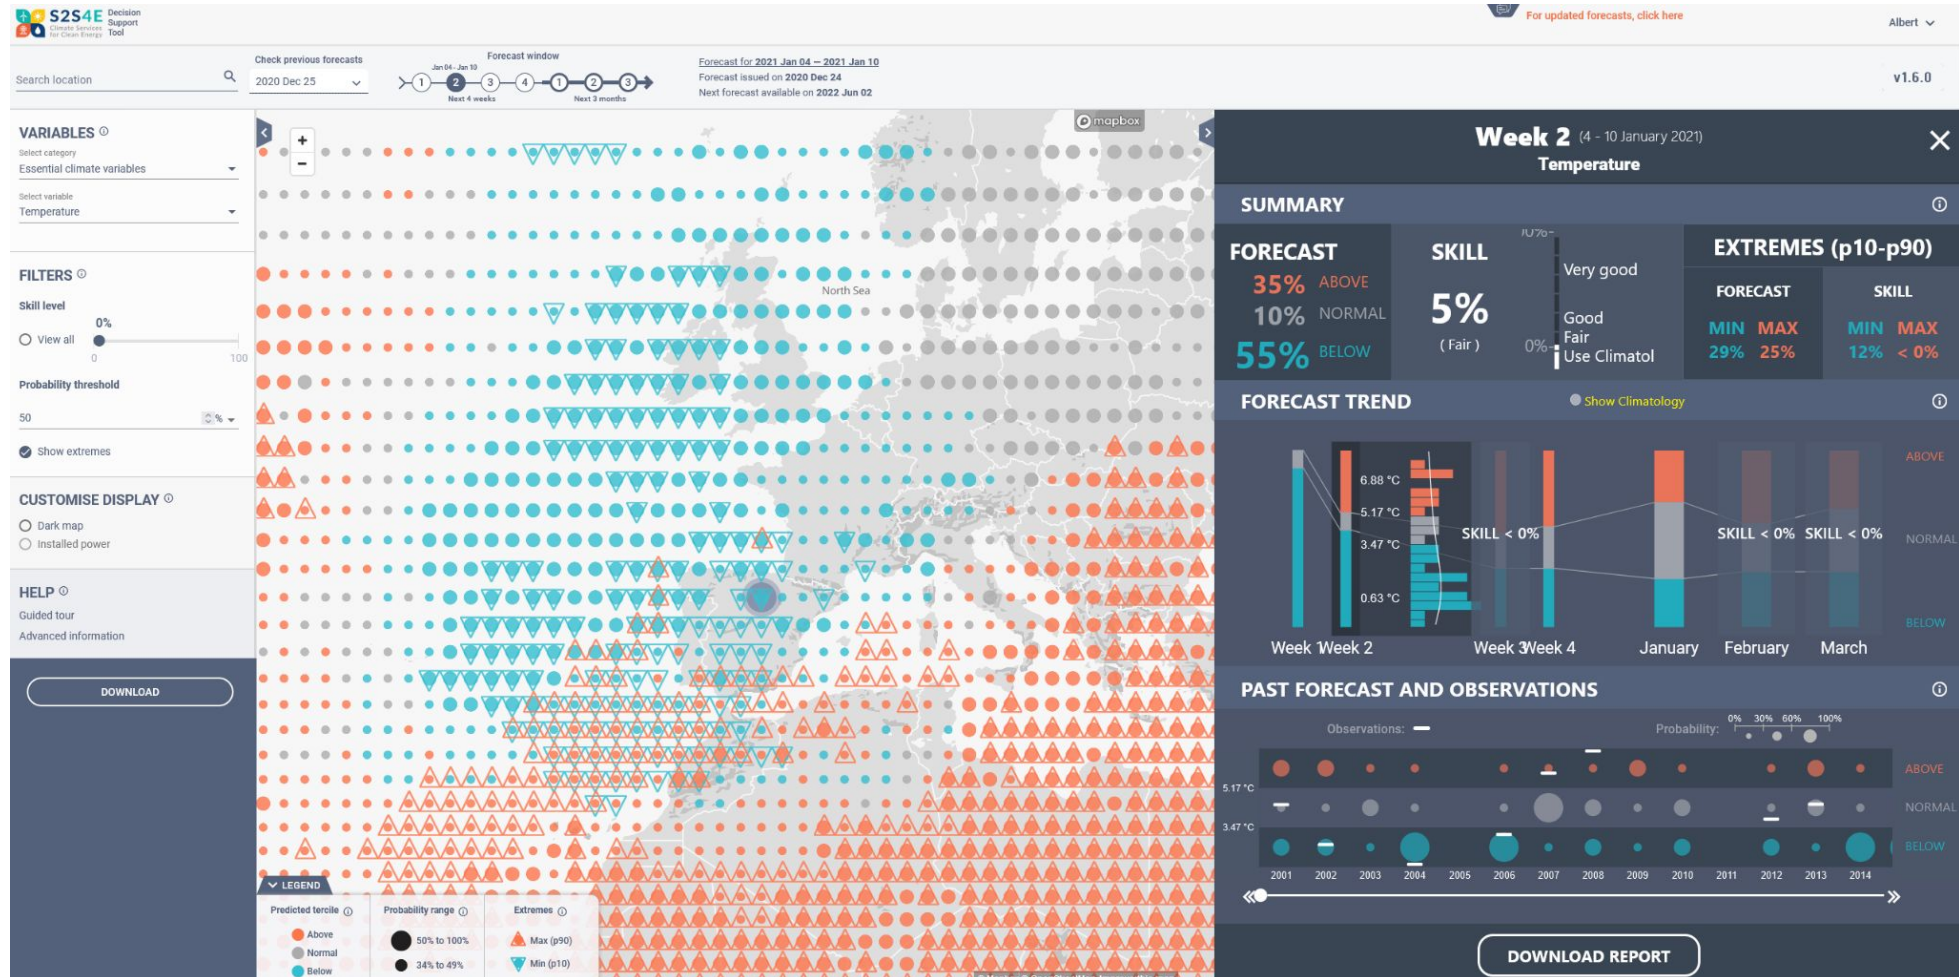 S2S4E Decision Support Tool
Climate Services for Clean Energy
For updated forecasts, click here
Albert
Search location
Check previous forecasts
2020 Dec 25
Forecast window
Jan 04 - Jan 10
1 2 3 4 1 2 3
Next 4 weeks
Next 3 months
Forecast for 2021 Jan 04 — 2021 Jan 10
Forecast issued on 2020 Dec 24
Next forecast available on 2022 Jun 02
v1.6.0
VARIABLES
Select category
Essential climate variables
Select variable
Temperature
FILTERS
Skill level
0%
View all
0 100
Probability threshold
50 %
Show extremes
CUSTOMISE DISPLAY
Dark map
Installed power
HELP
Guided tour
Advanced information
DOWNLOAD
+
−
mapbox
North Sea
LEGEND
Predicted tercile
Above
Normal
Below
Probability range
50% to 100%
34% to 49%
Extremes
Max (p90)
Min (p10)
Week 2 (4 - 10 January 2021)
Temperature
SUMMARY
FORECAST
35% ABOVE
10% NORMAL
55% BELOW
SKILL
5%
( Fair )
10%
0%
Very good
Good
Fair
Use Climatol
EXTREMES (p10-p90)
FORECAST
MIN MAX
29% 25%
SKILL
MIN MAX
12% < 0%
FORECAST TREND
Show Climatology
6.88 °C
5.17 °C
3.47 °C
0.63 °C
SKILL < 0%
SKILL < 0%
SKILL < 0%
ABOVE
NORMAL
BELOW
Week 1 Week 2 Week 3 Week 4 January February March
PAST FORECAST AND OBSERVATIONS
Observations:
Probability:
0% 30% 60% 100%
ABOVE
5.17 °C
NORMAL
3.47 °C
BELOW
2001 2002 2003 2004 2005 2006 2007 2008 2009 2010 2011 2012 2013 2014
DOWNLOAD REPORT